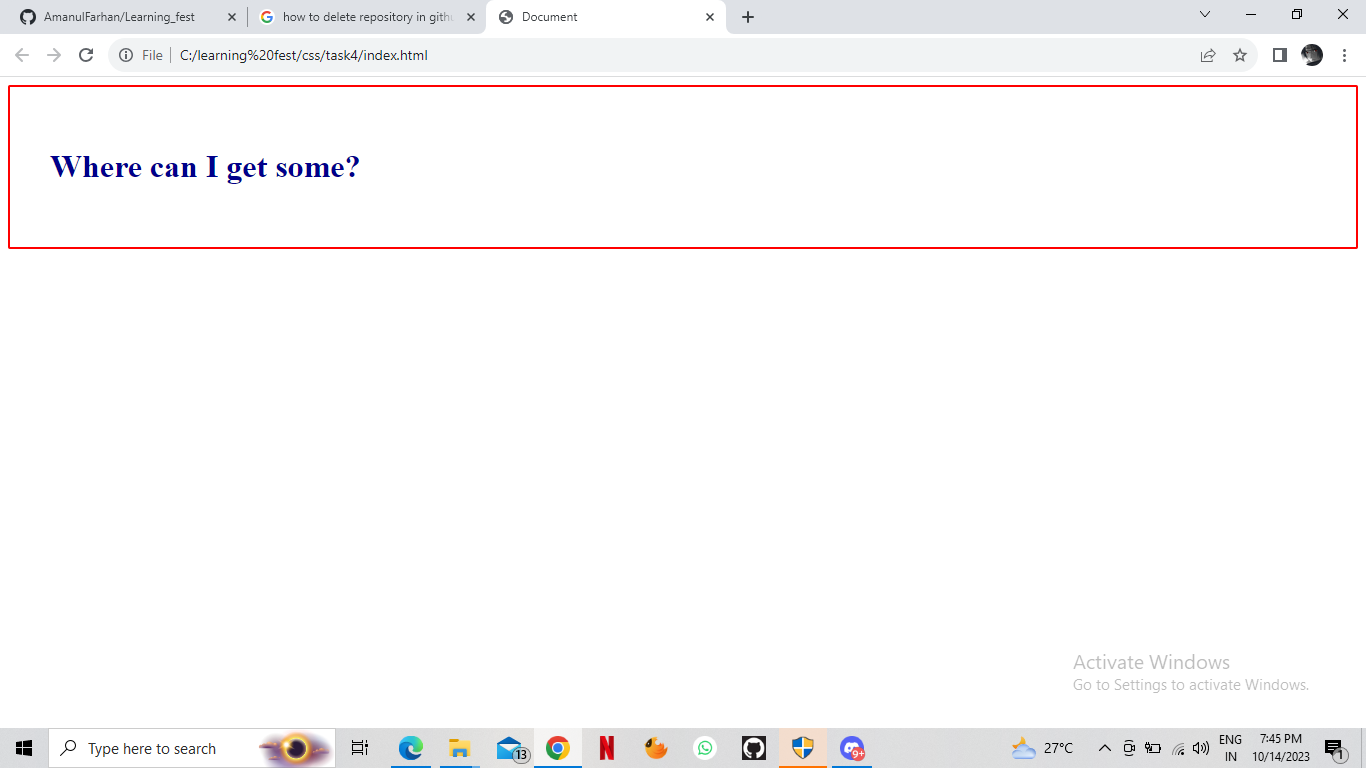 AmanulFarhan/Learning_fest
how to delete repository in gith
Document
File
C:/learning%20fest/css/task4/index.html
Where can I get some?
Activate Windows
Go to Settings to activate Windows.
Type here to search
13
9+
27°C
ENG
IN
7:45 PM
10/14/2023
1